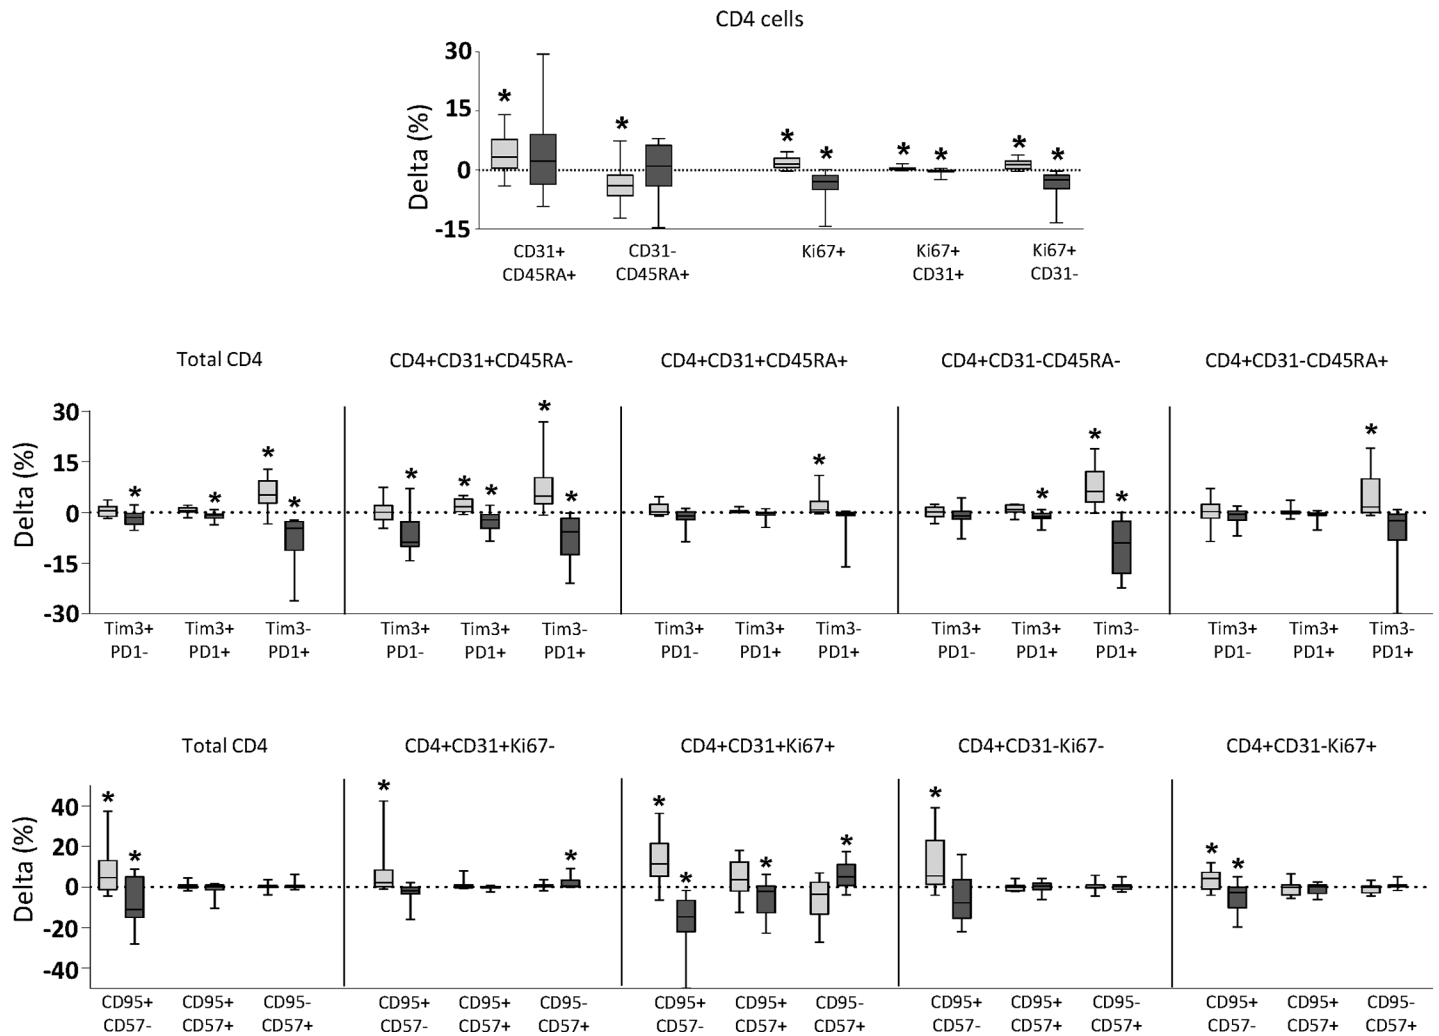 CD4 cells
30
15
0
-15
Delta (%)
* * * * * * * *
CD31+ CD31- Ki67+ Ki67+ Ki67+
CD45RA+ CD45RA+ CD31+ CD31-
Total CD4 CD4+CD31+CD45RA- CD4+CD31+CD45RA+ CD4+CD31-CD45RA- CD4+CD31-CD45RA+
30
15
0
-15
-30
Delta (%)
* * * * * * * * * * * * * *
Tim3+ Tim3+ Tim3- Tim3+ Tim3+ Tim3- Tim3+ Tim3+ Tim3- Tim3+ Tim3+ Tim3- Tim3+ Tim3+ Tim3-
PD1- PD1+ PD1+ PD1- PD1+ PD1+ PD1- PD1+ PD1+ PD1- PD1+ PD1+ PD1- PD1+ PD1+
Total CD4 CD4+CD31+Ki67- CD4+CD31+Ki67+ CD4+CD31-Ki67- CD4+CD31-Ki67+
40
20
0
-20
-40
Delta (%)
* * * * * * * * * * *
CD95+ CD95+ CD95- CD95+ CD95+ CD95- CD95+ CD95+ CD95- CD95+ CD95+ CD95- CD95+ CD95+ CD95-
CD57- CD57+ CD57+ CD57- CD57+ CD57+ CD57- CD57+ CD57+ CD57- CD57+ CD57+ CD57- CD57+ CD57+